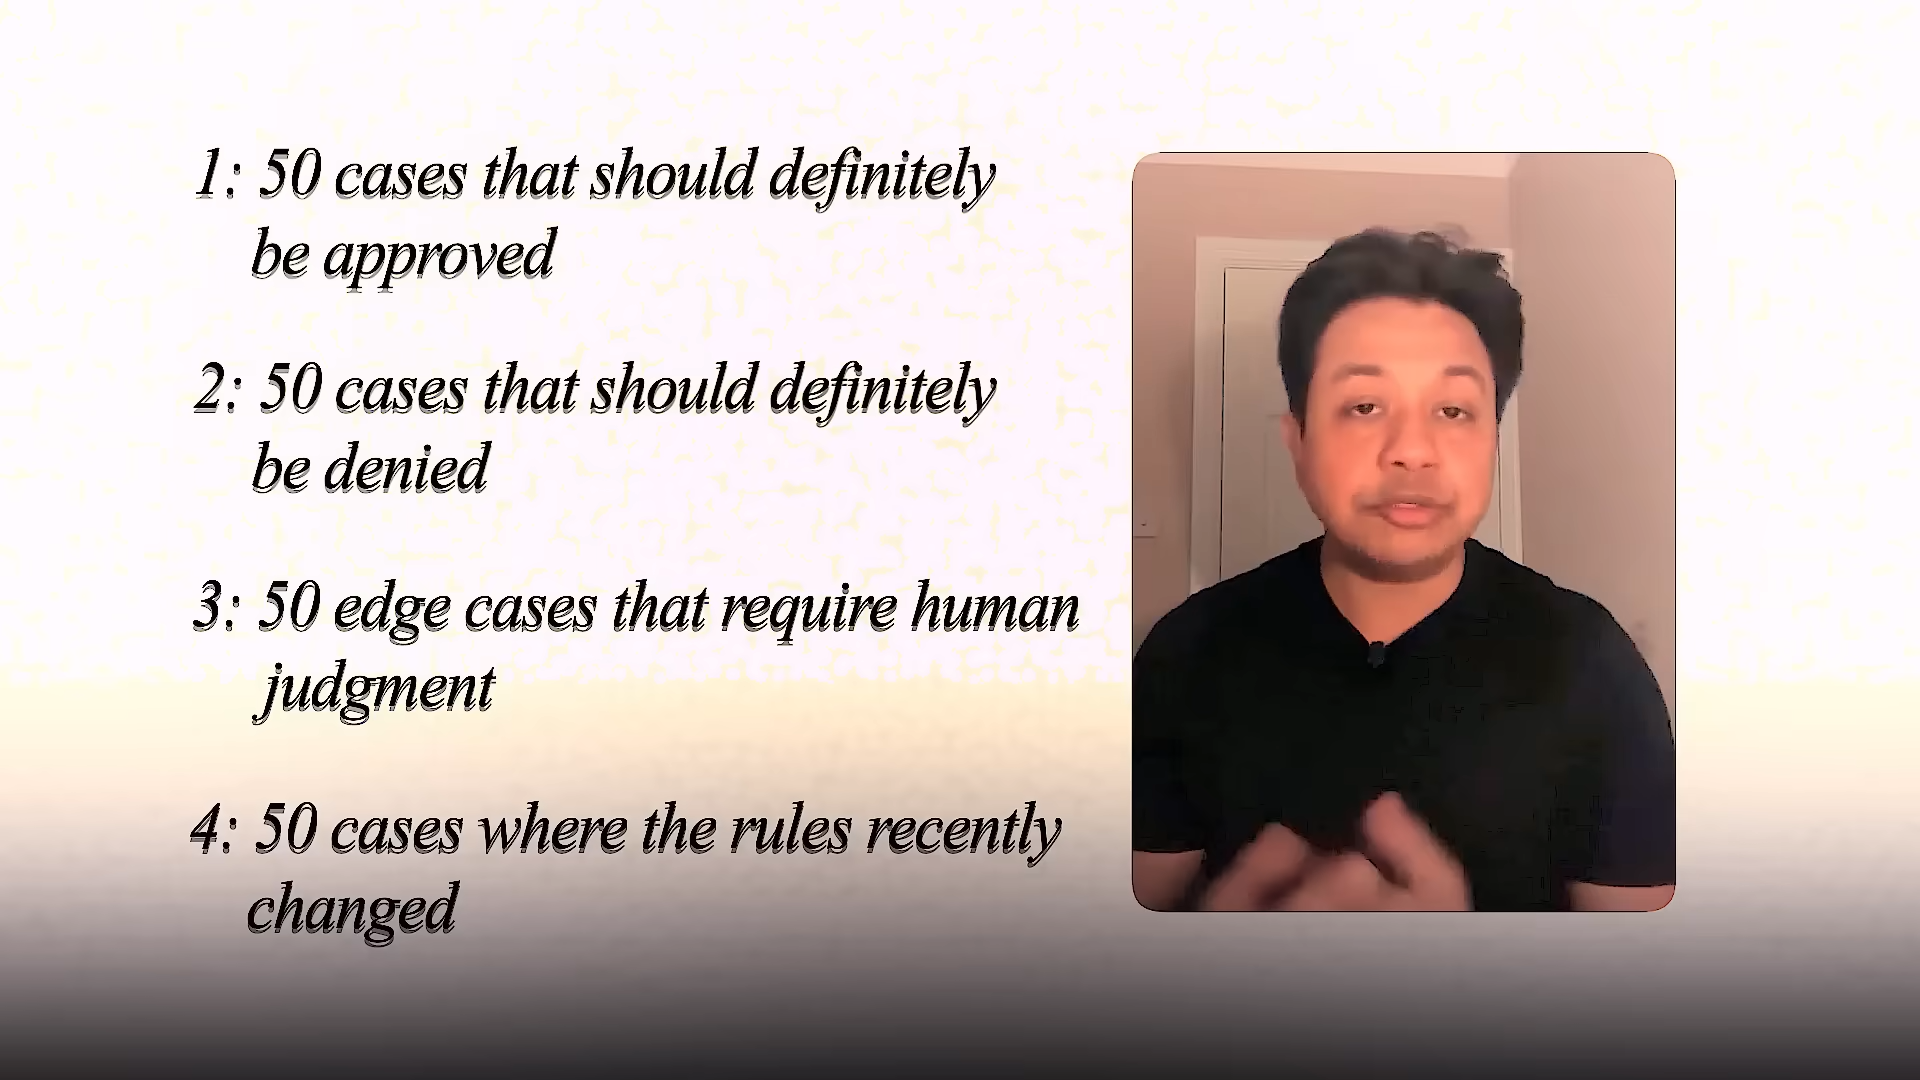 1: 50 cases that should definitely
be approved
2: 50 cases that should definitely
be denied
3: 50 edge cases that require human
judgment
4: 50 cases where the rules recently
changed